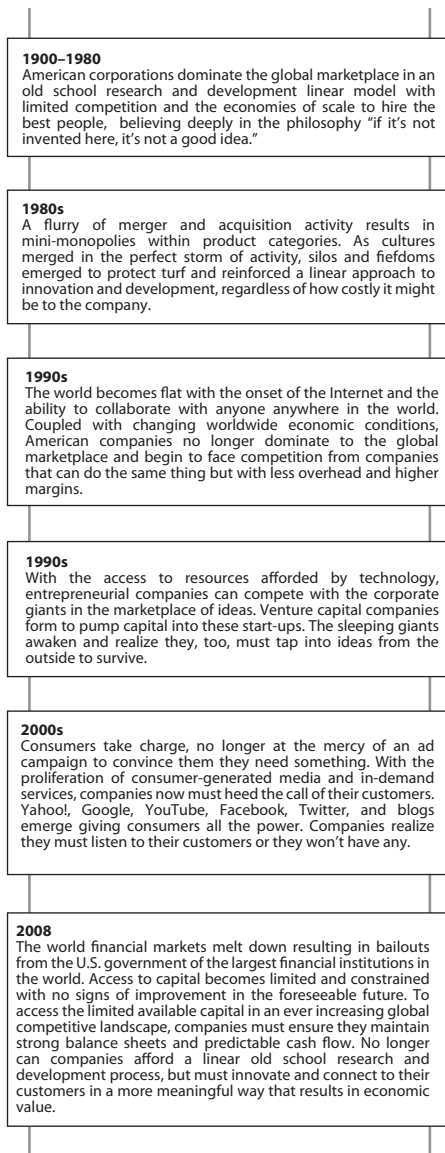 1900–1980
American corporations dominate the global marketplace in an
old school research and development linear model with
limited competition and the economies of scale to hire the
best people, believing deeply in the philosophy “if it’s not
invented here, it’s not a good idea.”
1980s
A flurry of merger and acquisition activity results in
mini-monopolies within product categories. As cultures
merged in the perfect storm of activity, silos and fiefdoms
emerged to protect turf and reinforced a linear approach to
innovation and development, regardless of how costly it might
be to the company.
1990s
The world becomes flat with the onset of the Internet and the
ability to collaborate with anyone anywhere in the world.
Coupled with changing worldwide economic conditions,
American companies no longer dominate to the global
marketplace and begin to face competition from companies
that can do the same thing but with less overhead and higher
margins.
1990s
With the access to resources afforded by technology,
entrepreneurial companies can compete with the corporate
giants in the marketplace of ideas. Venture capital companies
form to pump capital into these start-ups. The sleeping giants
awaken and realize they, too, must tap into ideas from the
outside to survive.
2000s
Consumers take charge, no longer at the mercy of an ad
campaign to convince them they need something. With the
proliferation of consumer-generated media and in-demand
services, companies now must heed the call of their customers.
Yahoo!, Google, YouTube, Facebook, Twitter, and blogs
emerge giving consumers all the power. Companies realize
they must listen to their customers or they won’t have any.
2008
The world financial markets melt down resulting in bailouts
from the U.S. government of the largest financial institutions in
the world. Access to capital becomes limited and constrained
with no signs of improvement in the foreseeable future. To
access the limited available capital in an ever increasing global
competitive landscape, companies must ensure they maintain
strong balance sheets and predictable cash flow. No longer
can companies afford a linear old school research and
development process, but must innovate and connect to their
customers in a more meaningful way that results in economic
value.